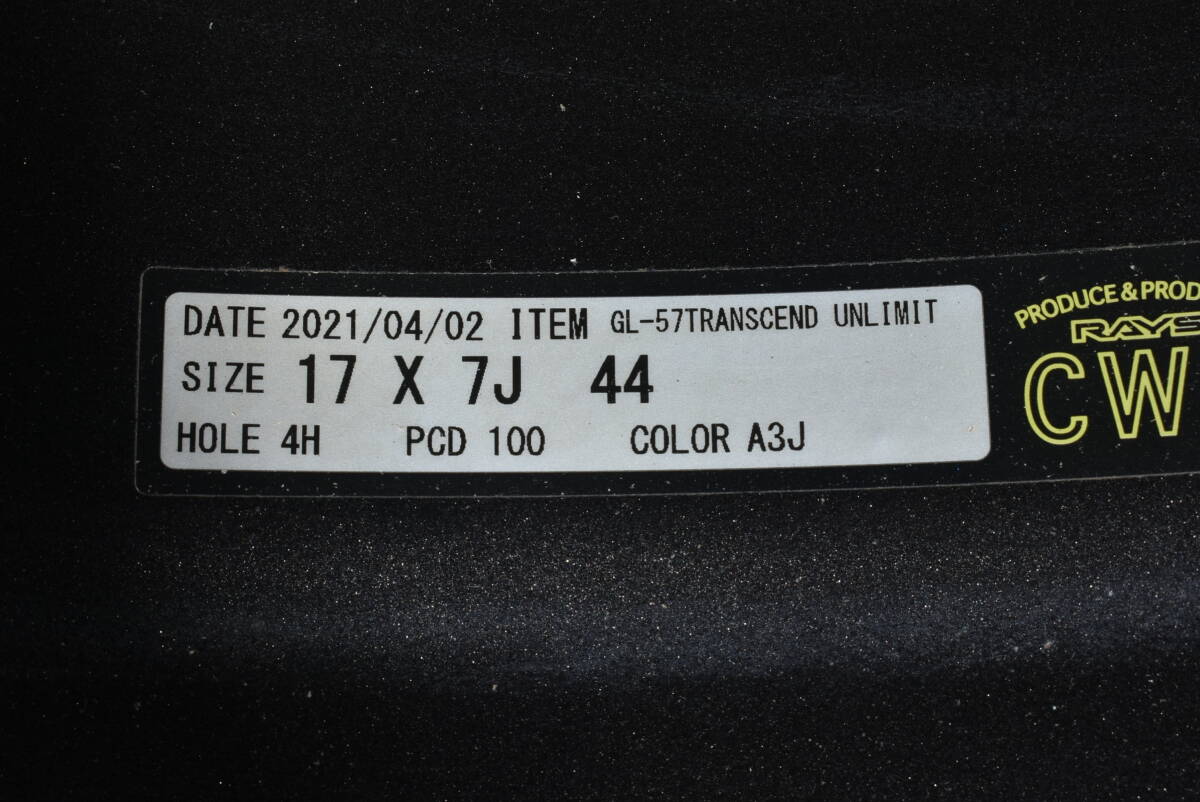 DATE 2021/04/02 ITEM GL-57TRANSCEND UNLIMIT
SIZE 17 X 7J 44
HOLE 4H PCD 100 COLOR A3J
PRODUCE & PROD
RAYS
CW